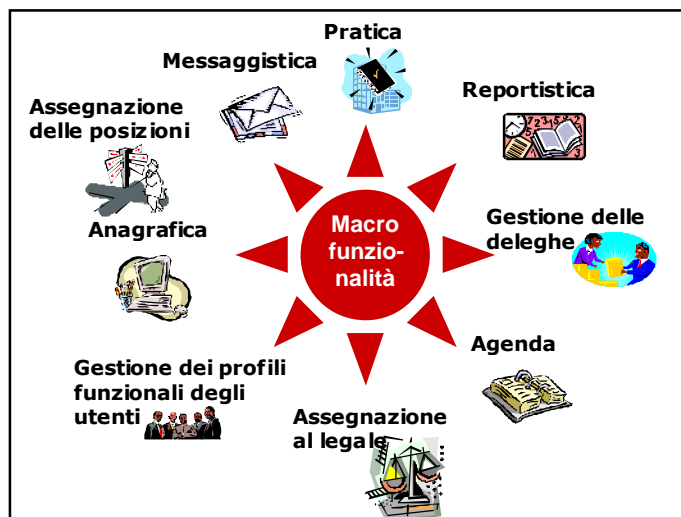 Pratica
Messaggistica
Reportistica
Assegnazione
delle posizioni
Anagrafica
Macro
funzio-
nalità
Gestione delle
deleghe
Agenda
Gestione dei profili
funzionali degli
utenti
Assegnazione
al legale